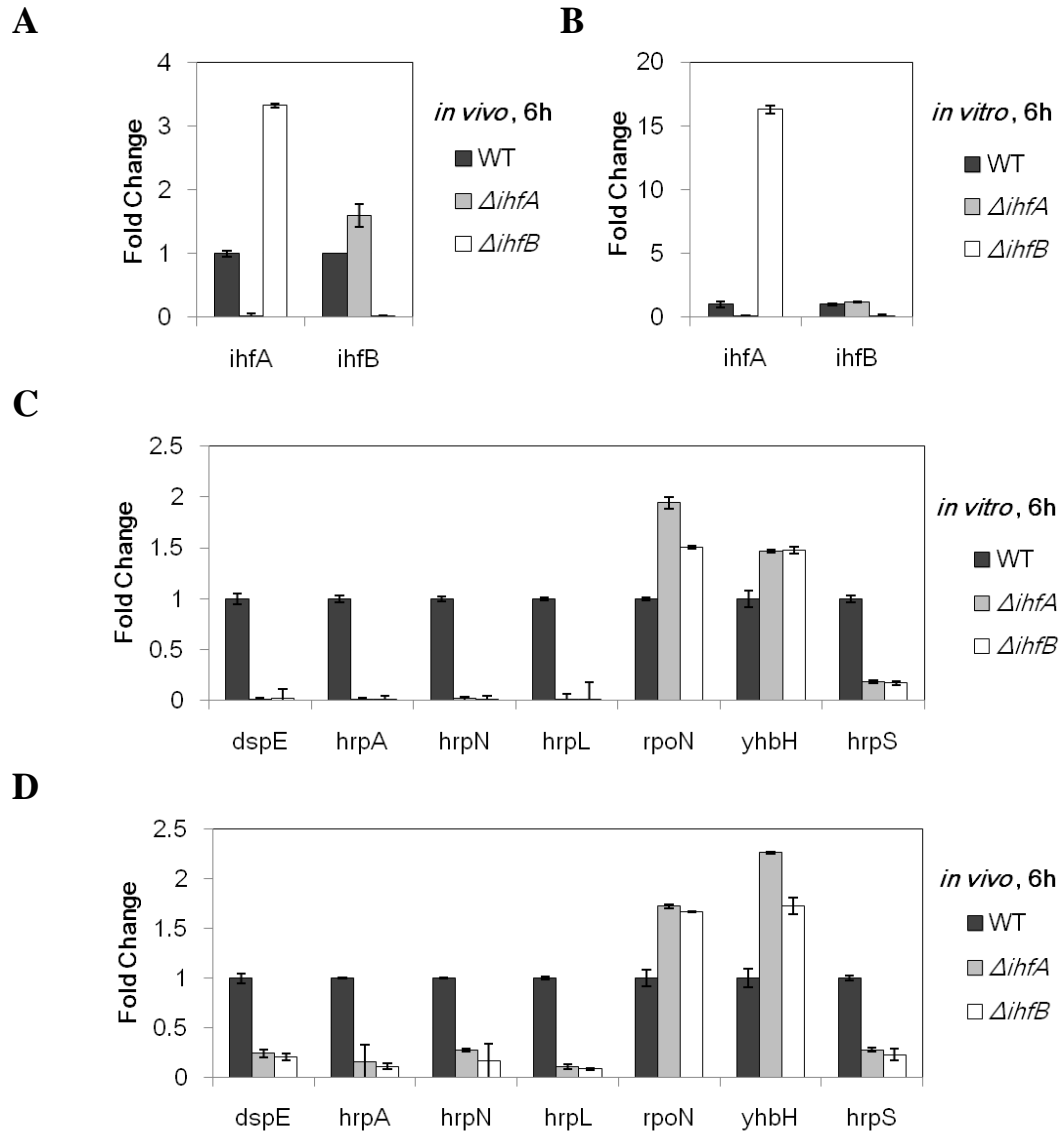 A
4
3
2
1
0
Fold Change
ihfA
ihfB
in vivo, 6h
WT
ΔihfA
ΔihfB
B
20
15
10
5
0
Fold Change
ihfA
ihfB
in vitro, 6h
WT
ΔihfA
ΔihfB
C
2.5
2
1.5
1
0.5
0
Fold Change
dspE
hrpA
hrpN
hrpL
rpoN
yhbH
hrpS
in vitro, 6h
WT
ΔihfA
ΔihfB
D
2.5
2
1.5
1
0.5
0
Fold Change
dspE
hrpA
hrpN
hrpL
rpoN
yhbH
hrpS
in vivo, 6h
WT
ΔihfA
ΔihfB